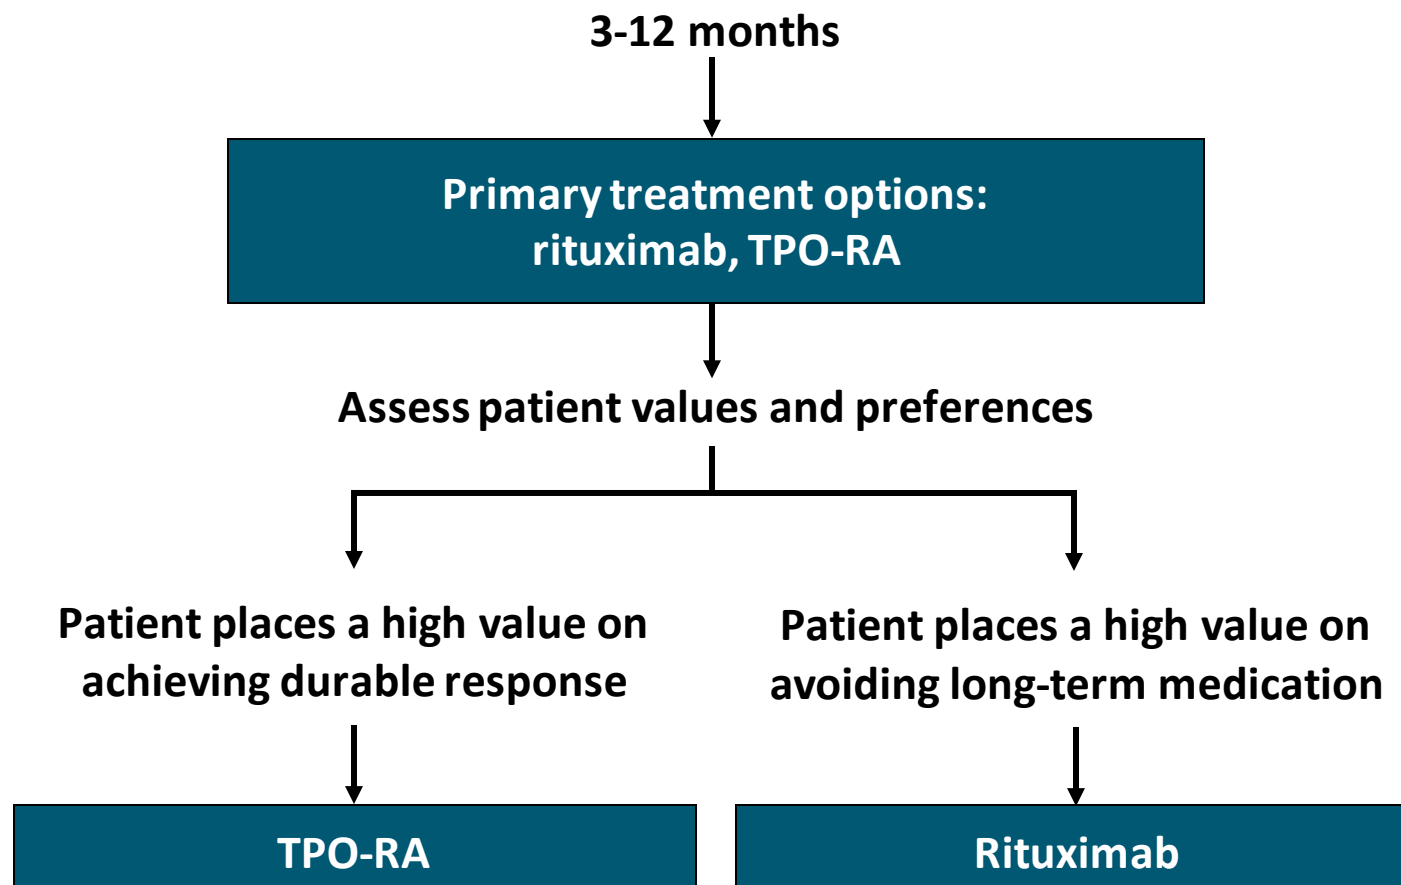 3-12 months
Primary treatment options:
rituximab, TPO-RA
Assess patient values and preferences
Patient places a high value on
achieving durable response
Patient places a high value on
avoiding long-term medication
TPO-RA
Rituximab